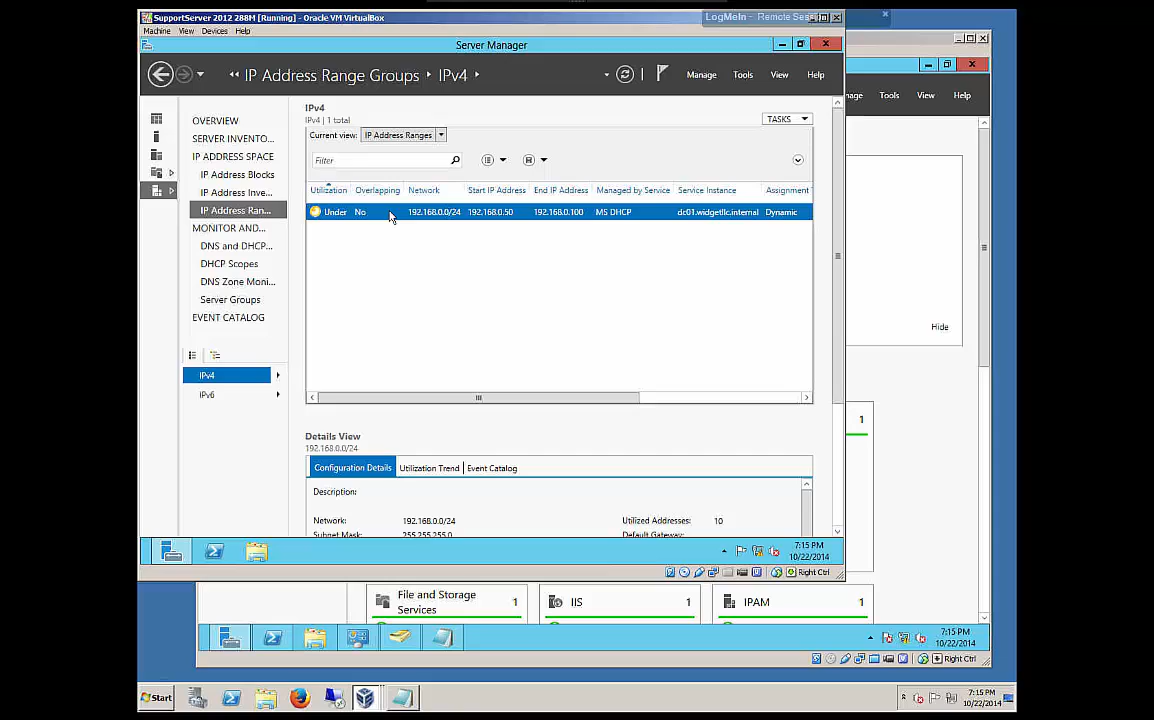 SupportServer 2012 288M [Running] - Oracle VM VirtualBox
LogMeIn - Remote Session
Machine View Devices Help
Server Manager
IP Address Range Groups IPv4
Manage Tools View Help
OVERVIEW
SERVER INVENTO...
IP ADDRESS SPACE
IP Address Blocks
IP Address Inve...
IP Address Ran...
MONITOR AND...
DNS and DHCP...
DHCP Scopes
DNS Zone Moni...
Server Groups
EVENT CATALOG
IPv4
IPv6
IPv4
IPv4 | 1 total
TASKS
Current view: IP Address Ranges
Filter
Utilization Overlapping Network Start IP Address End IP Address Managed by Service Service Instance Assignment
Under No 192.168.0.0/24 192.168.0.50 192.168.0.100 MS DHCP dc01.widgetllc.internal Dynamic
Details View
192.168.0.0/24
Configuration Details Utilization Trend Event Catalog
Description:
Network: 192.168.0.0/24 Utilized Addresses: 10
Subnet Mask: 255.255.255.0 Default Gateway:
7:15 PM
10/22/2014
Right Ctrl
nage Tools View Help
Hide
1
File and Storage
Services 1
IIS 1
IPAM 1
7:15 PM
10/22/2014
Right Ctrl
Start
7:15 PM
10/22/2014